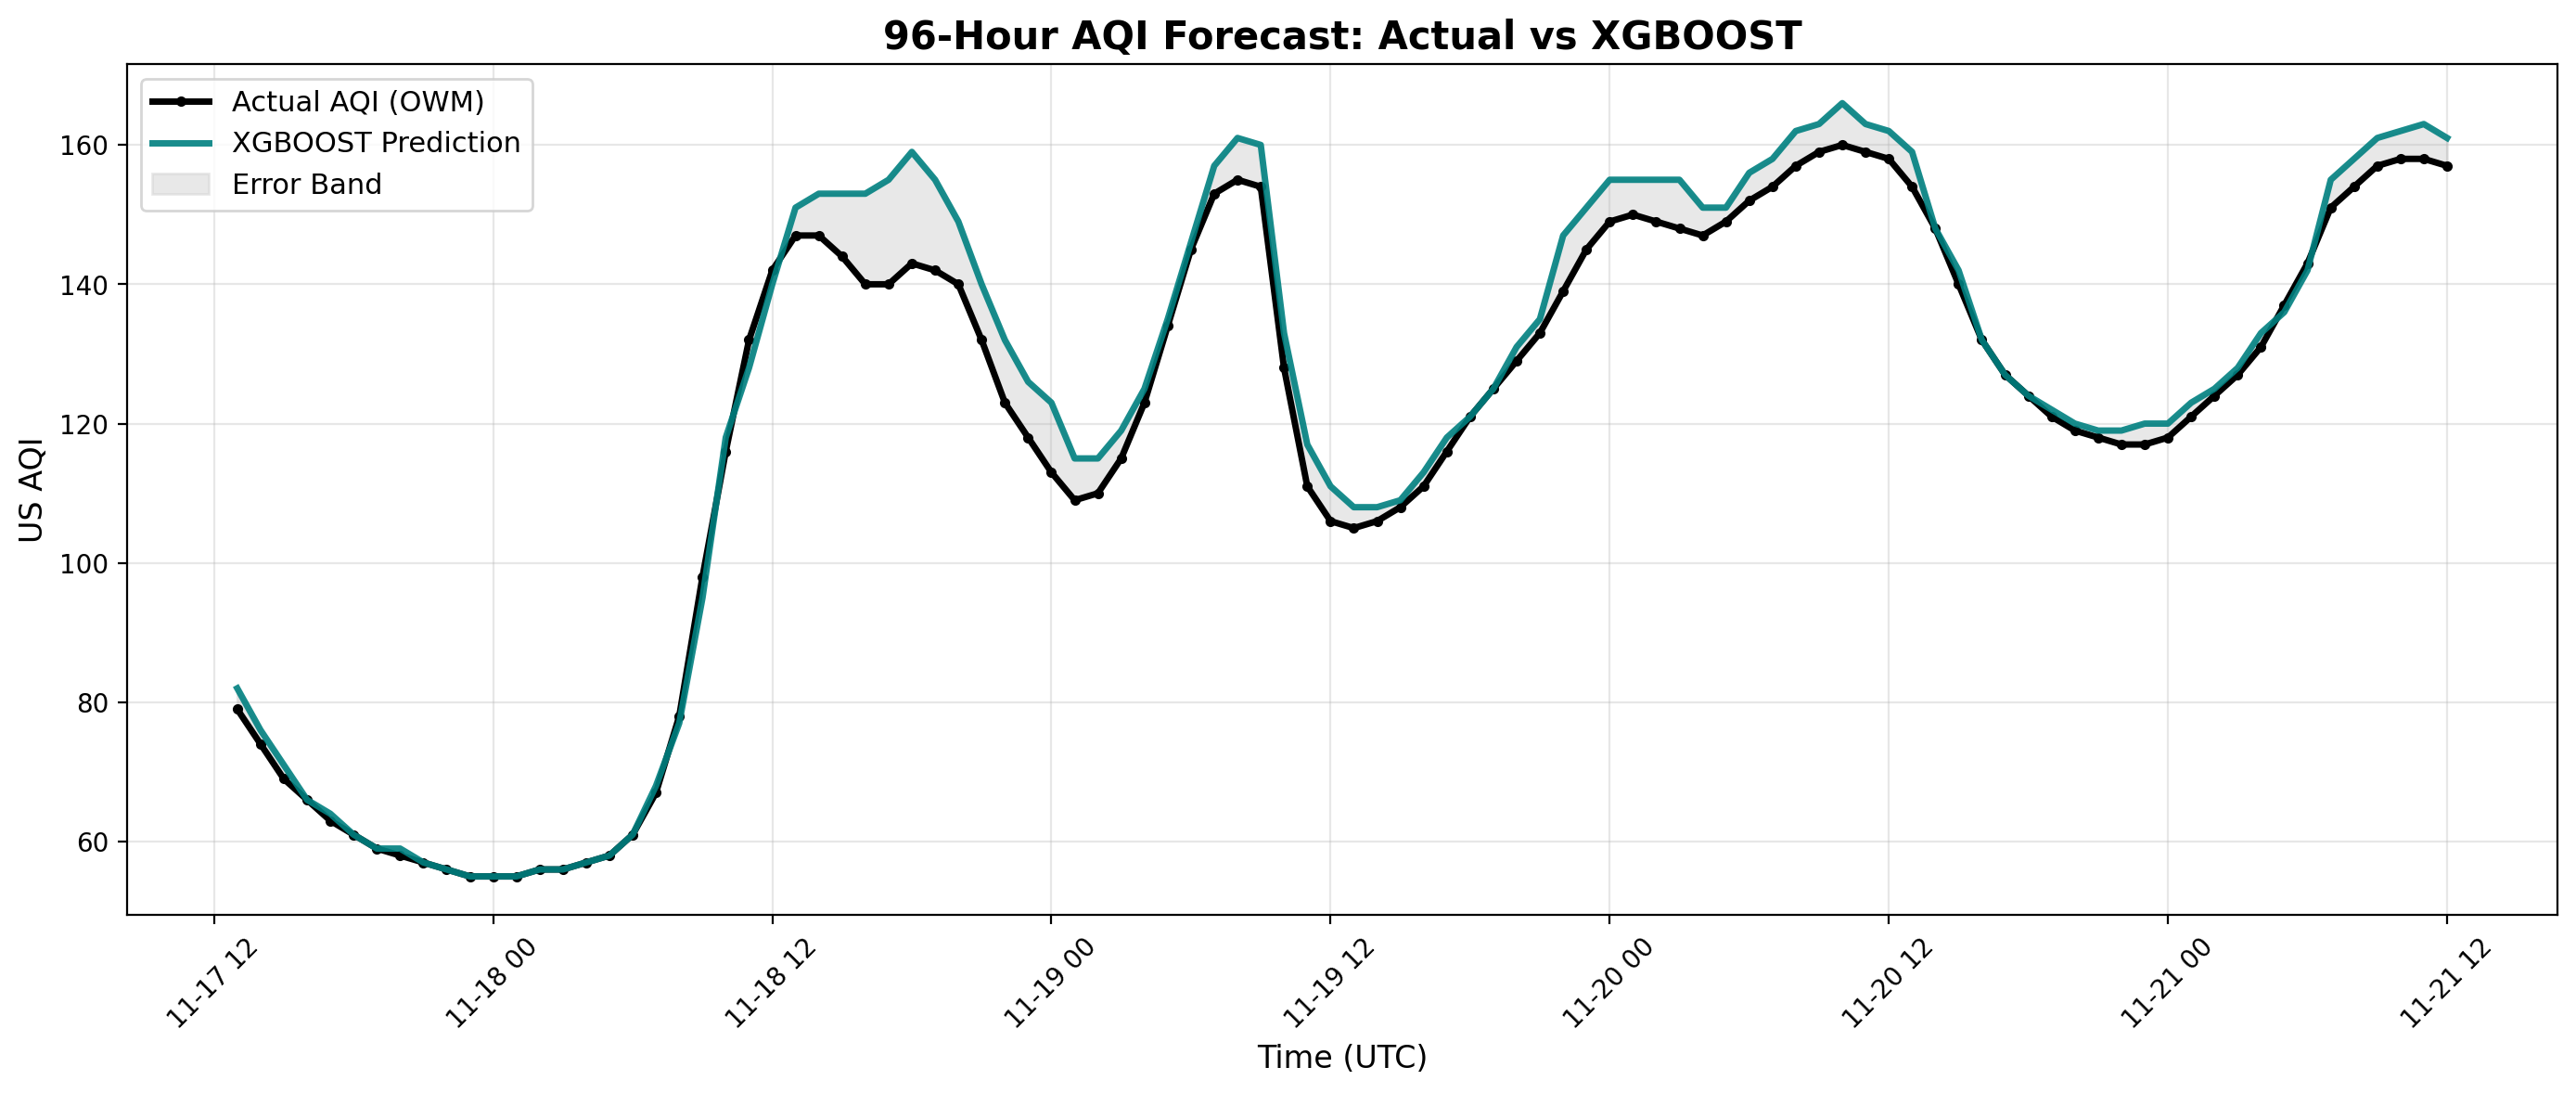 96-Hour AQI Forecast: Actual vs XGBOOST
Actual AQI (OWM)
XGBOOST Prediction
Error Band
US AQI
160
140
120
100
80
60
11-17 12
11-18 00
11-18 12
11-19 00
11-19 12
11-20 00
11-20 12
11-21 00
11-21 12
Time (UTC)